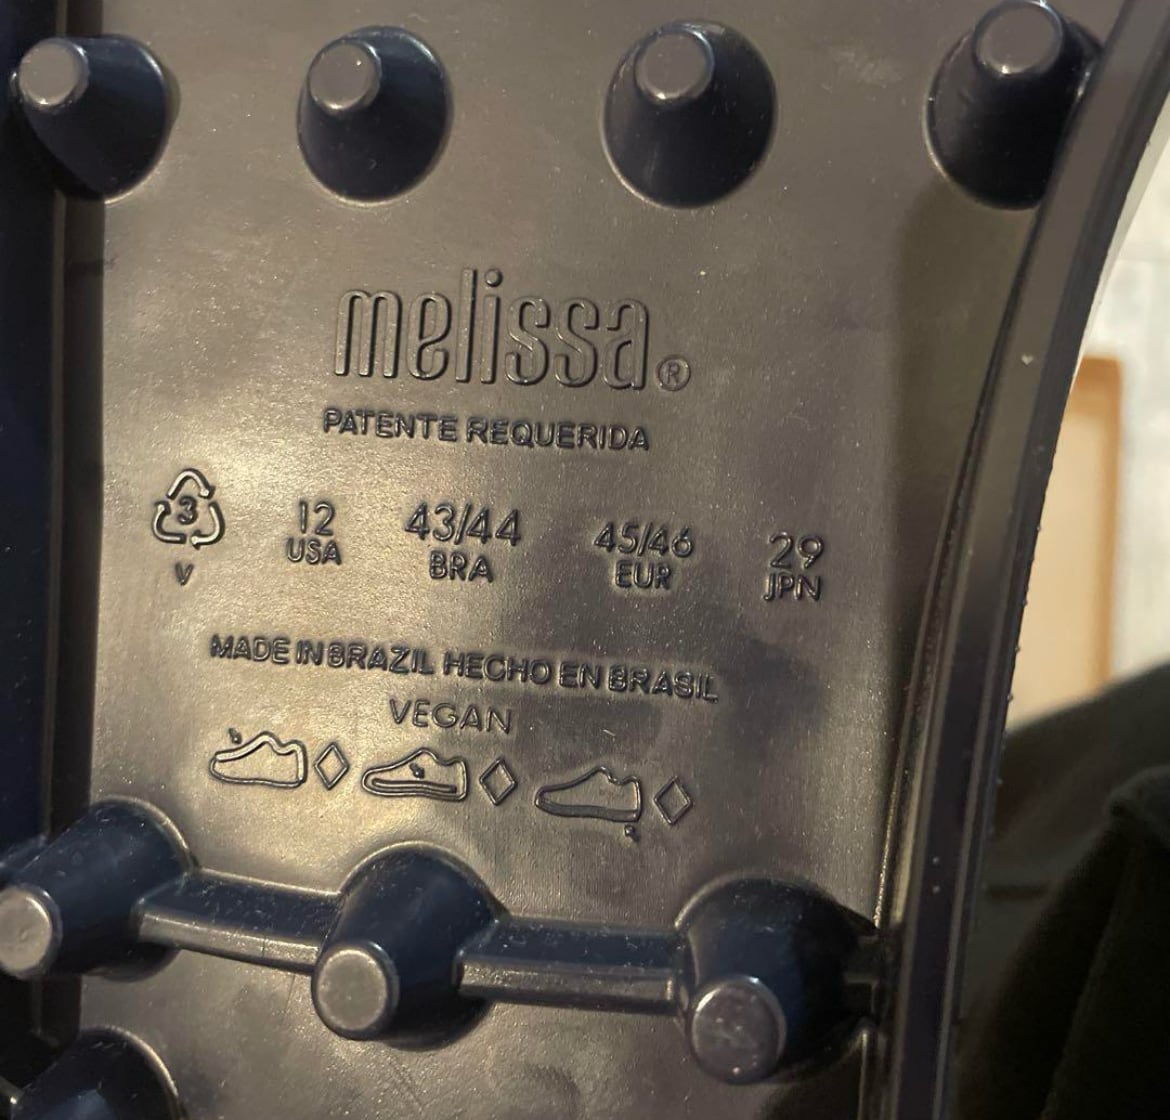 melissa®
PATENTE REQUERIDA
3 12 43/44 45/46 29
V USA BRA EUR JPN
MADE IN BRAZIL HECHO EN BRASIL
VEGAN